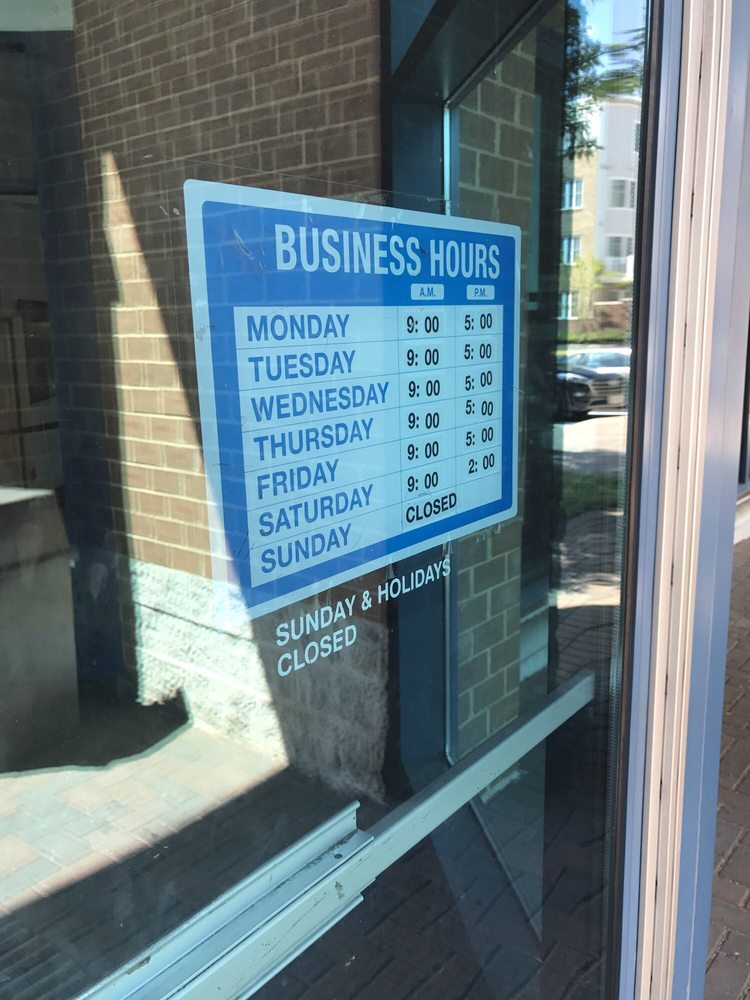 BUSINESS HOURS
A.M. P.M.
MONDAY 9: 00 5: 00
TUESDAY 9: 00 5: 00
WEDNESDAY 9: 00 5: 00
THURSDAY 9: 00 5: 00
FRIDAY 9: 00 5: 00
SATURDAY 9: 00 2: 00
SUNDAY CLOSED
SUNDAY & HOLIDAYS
CLOSED